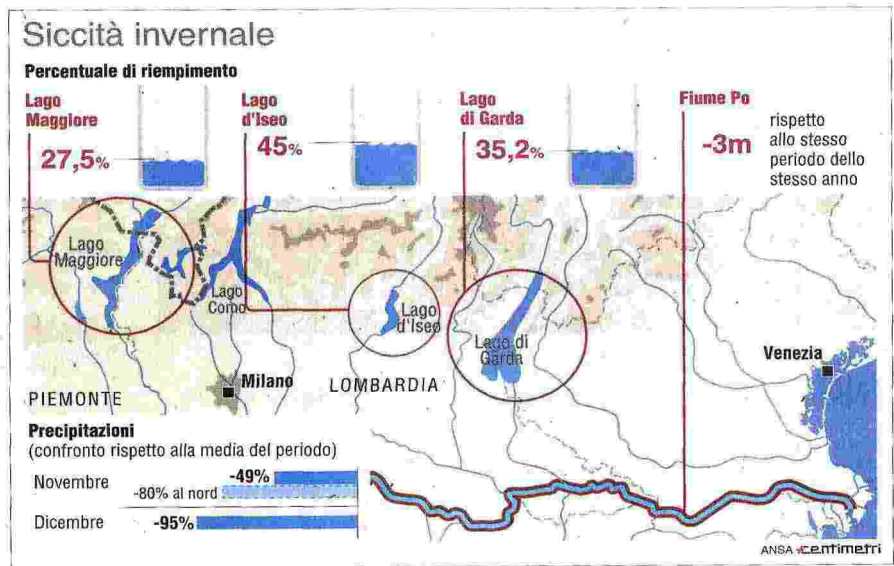 Siccità invernale
Percentuale di riempimento
Lago
Maggiore
27,5%
Lago
d'Iseo
45%
Lago
di Garda
35,2%
Fiume Po
-3m
rispetto
allo stesso
periodo dello
stesso anno
Lago
Maggiore
Lago
Como
Lago
d'Iseo
Lago di
Garda
Venezia
Milano
PIEMONTE
LOMBARDIA
Precipitazioni
(confronto rispetto alla media del periodo)
Novembre
-49%
-80% al nord
Dicembre
-95%
ANSA centimetri